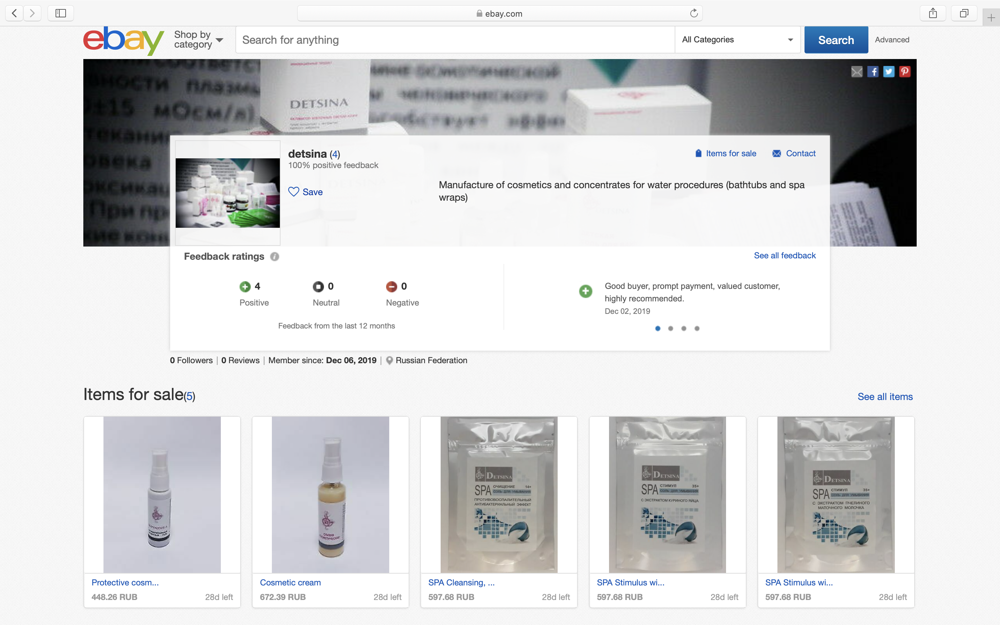 ebay.com
ebay
Shop by
category
Search for anything
All Categories
Search
Advanced
DETSINA
detsina (4)
100% positive feedback
Save
Items for sale
Contact
Manufacture of cosmetics and concentrates for water procedures (bathtubs and spa
wraps)
Feedback ratings
See all feedback
4
Positive
0
Neutral
0
Negative
Feedback from the last 12 months
Good buyer, prompt payment, valued customer,
highly recommended.
Dec 02, 2019
0 Followers | 0 Reviews | Member since: Dec 06, 2019 | Russian Federation
Items for sale(5)
See all items
DETSINA
SPA ОЧИЩЕНИЕ 14+
СОЛЬ ДЛЯ УМЫВАНИЯ
ПРОТИВОВОСПАЛИТЕЛЬНЫЙ
АНТИБАКТЕРИАЛЬНЫЙ ЭФФЕКТ
DETSINA
SPA СТИМУЛ 35+
СОЛЬ ДЛЯ УМЫВАНИЯ
С ЭКСТРАКТОМ КУРИНОГО ЯЙЦА
DETSINA
SPA СТИМУЛ 35+
СОЛЬ ДЛЯ УМЫВАНИЯ
С ЭКСТРАКТОМ ПЧЕЛИНОГО
МАТОЧНОГО МОЛОЧКА
Protective cosm...
448.26 RUB 28d left
Cosmetic cream
672.39 RUB 28d left
SPA Cleansing, ...
597.68 RUB 28d left
SPA Stimulus wi...
597.68 RUB 28d left
SPA Stimulus wi...
597.68 RUB 28d left